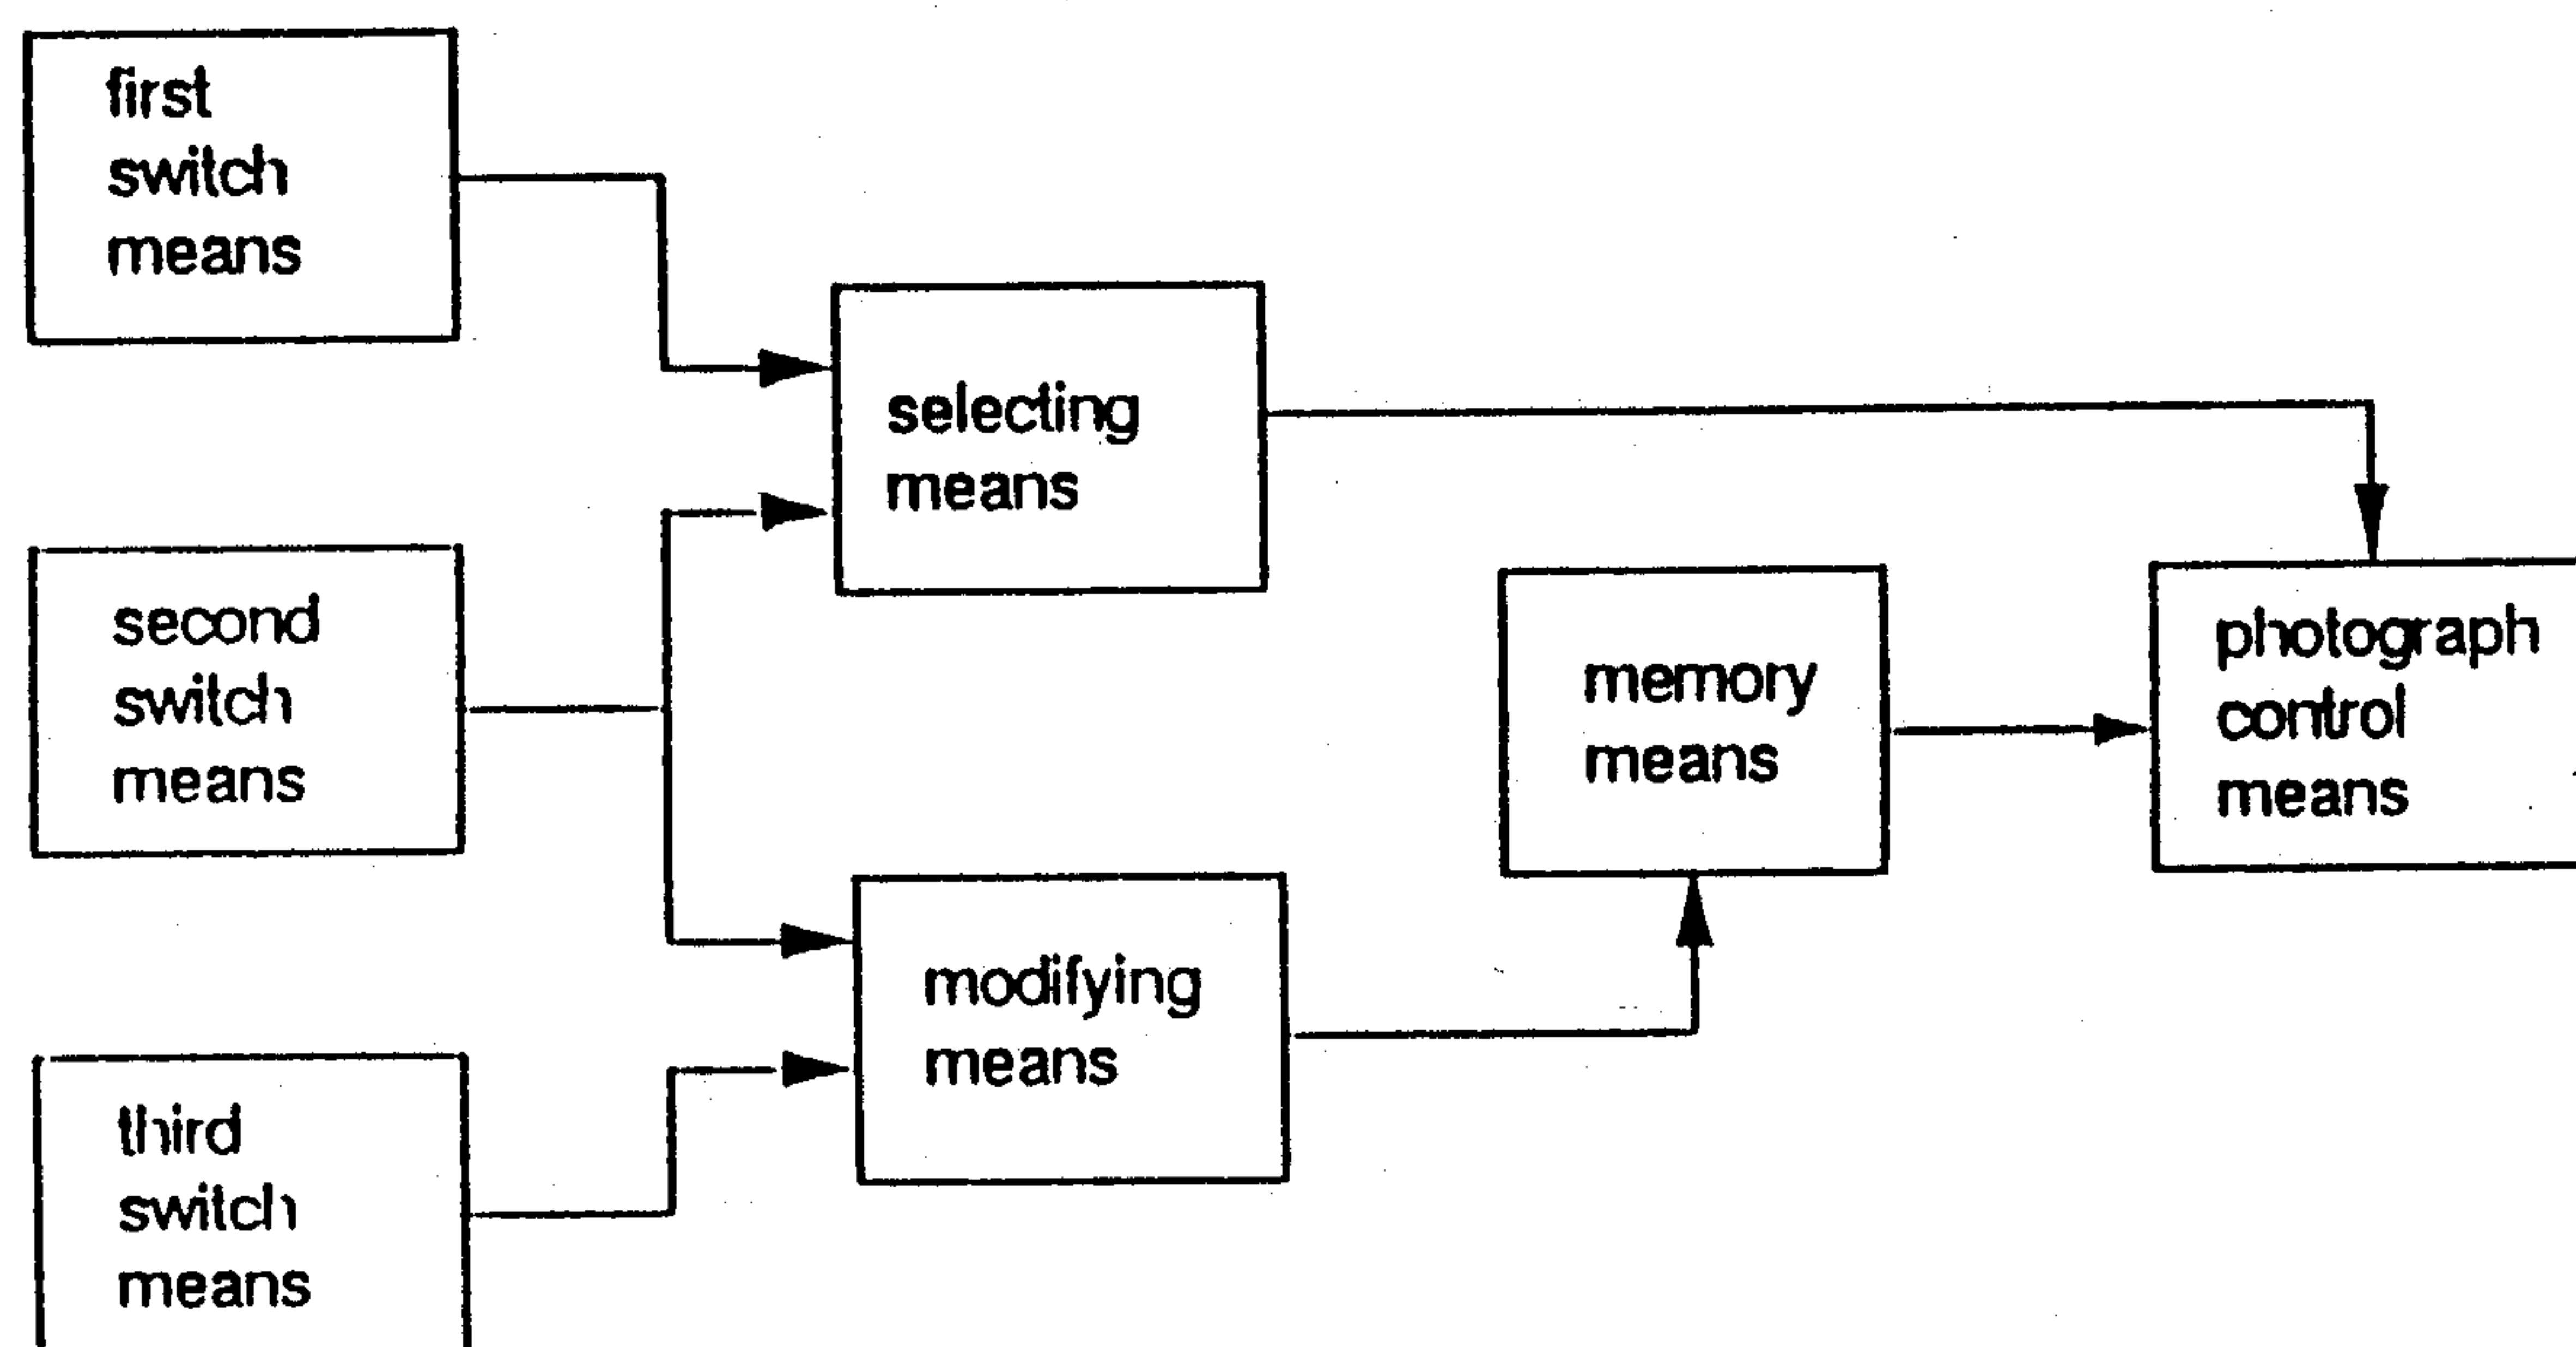 first
switch
means
selecting
means
second
switch
means
memory
means
photograph
control
means
modifying
means
third
switch
means